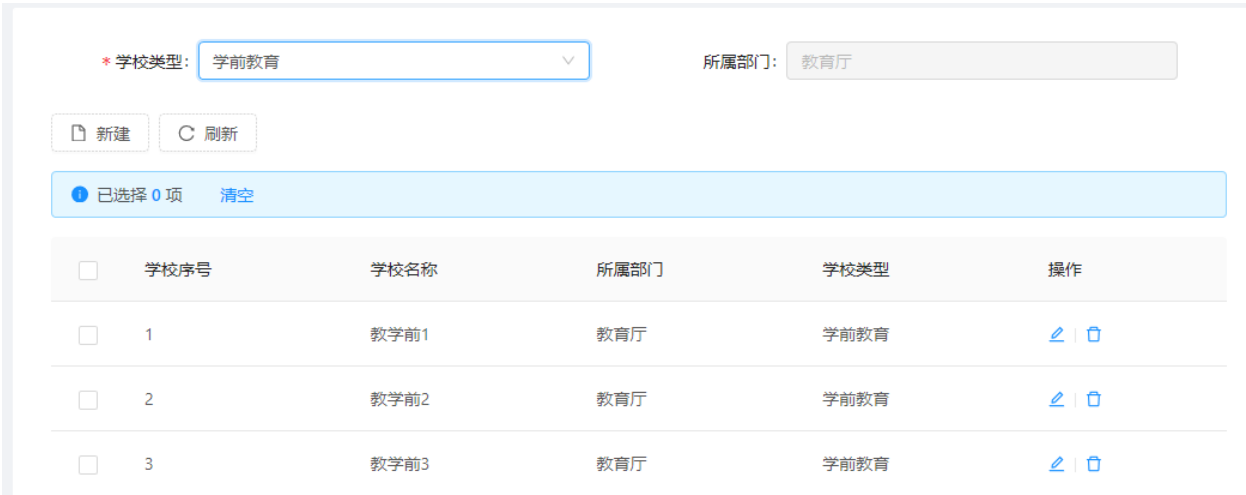 * 学校类型: 学前教育 所属部门: 教育厅
新建 刷新
已选择 0 项 清空
学校序号 学校名称 所属部门 学校类型 操作
1 教学前1 教育厅 学前教育
2 教学前2 教育厅 学前教育
3 教学前3 教育厅 学前教育